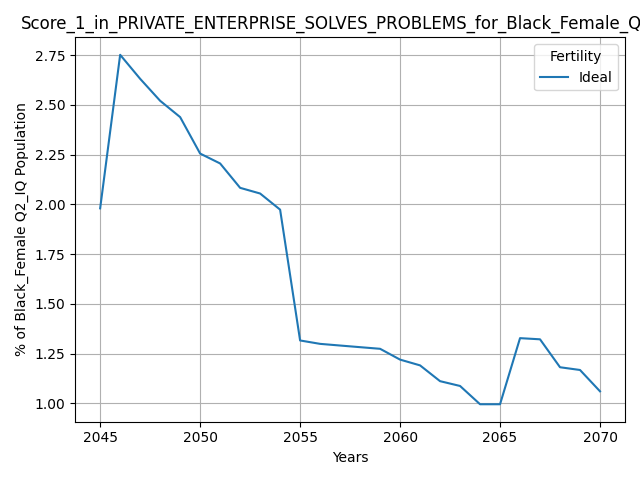 Score_1_in_PRIVATE_ENTERPRISE_SOLVES_PROBLEMS_for_Black_Female_Q
Fertility
Ideal
% of Black_Female Q2_IQ Population
2.75
2.50
2.25
2.00
1.75
1.50
1.25
1.00
2045 2050 2055 2060 2065 2070
Years